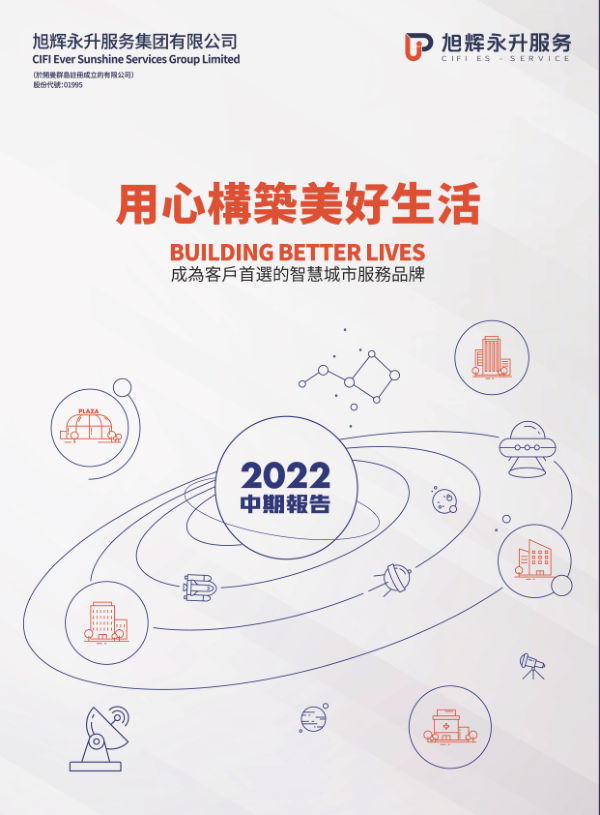 旭辉永升服务集团有限公司
CIFI Ever Sunshine Services Group Limited
(於開曼群島註冊成立的有限公司)
股份代號:01995
旭辉永升服务
CIFI ES - SERVICE
用心構築美好生活
BUILDING BETTER LIVES
成為客戶首選的智慧城市服務品牌
PLAZA
2022
中期報告